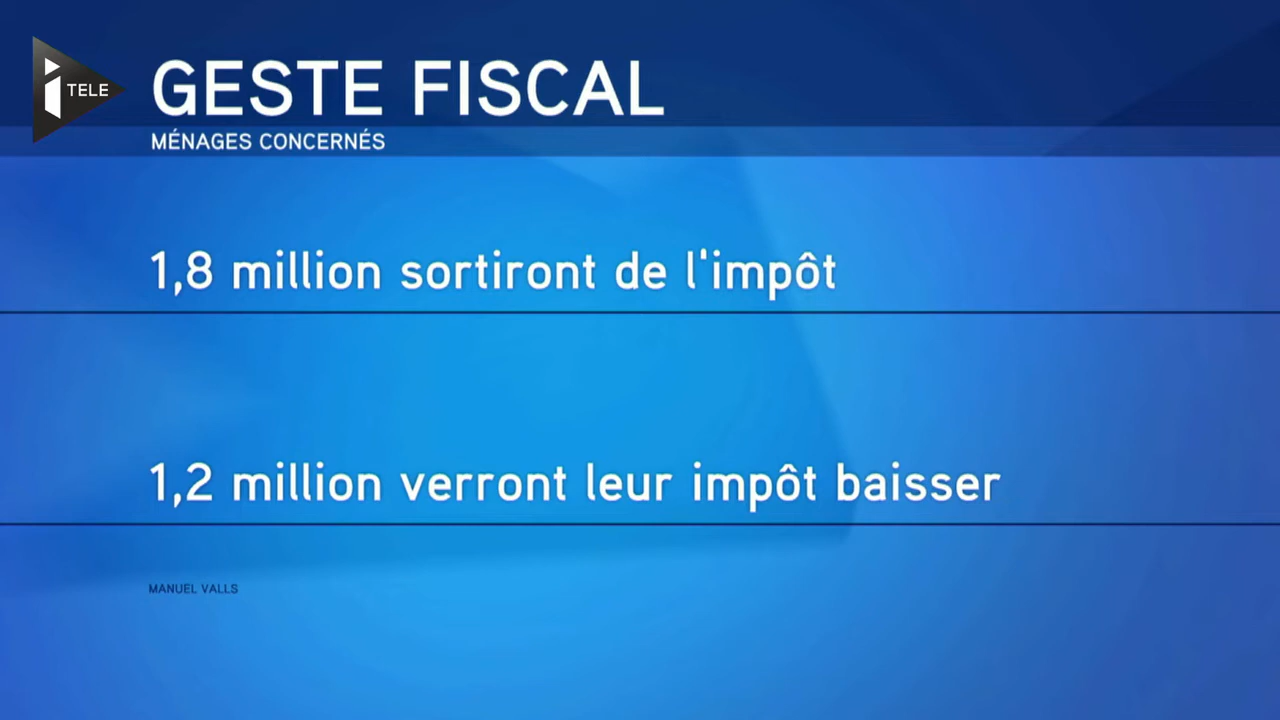 i TELE
GESTE FISCAL
MÉNAGES CONCERNÉS
1,8 million sortiront de l'impôt
1,2 million verront leur impôt baisser
MANUEL VALLS